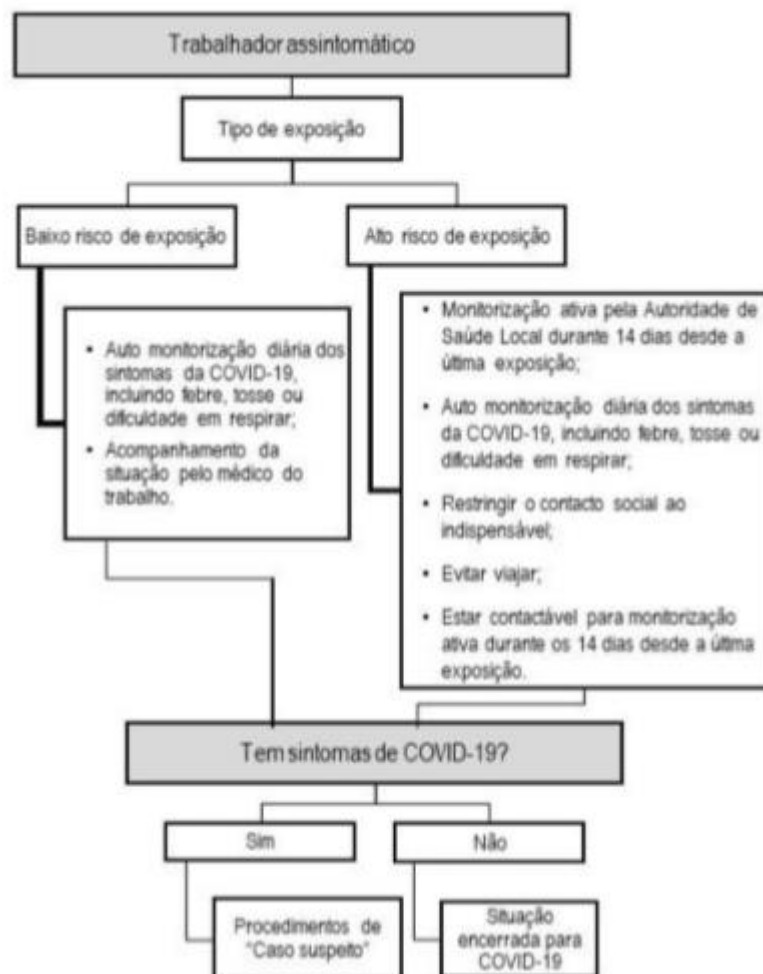 Trabalhador assintomático
Tipo de exposição
Baixo risco de exposição
Alto risco de exposição
• Auto monitorização diária dos
sintomas da COVID-19,
incluindo febre, tosse ou
dificuldade em respirar;
• Acompanhamento da
situação pelo médico do
trabalho.
• Monitorização ativa pela Autoridade de
Saúde Local durante 14 dias desde a
última exposição;
• Auto monitorização diária dos sintomas
da COVID-19, incluindo febre, tosse ou
dificuldade em respirar;
• Restringir o contacto social ao
indispensável;
• Evitar viajar;
• Estar contactável para monitorização
ativa durante os 14 dias desde a última
exposição.
Tem sintomas de COVID-19?
Sim
Não
Procedimentos de
"Caso suspeito"
Situação
encerrada para
COVID-19